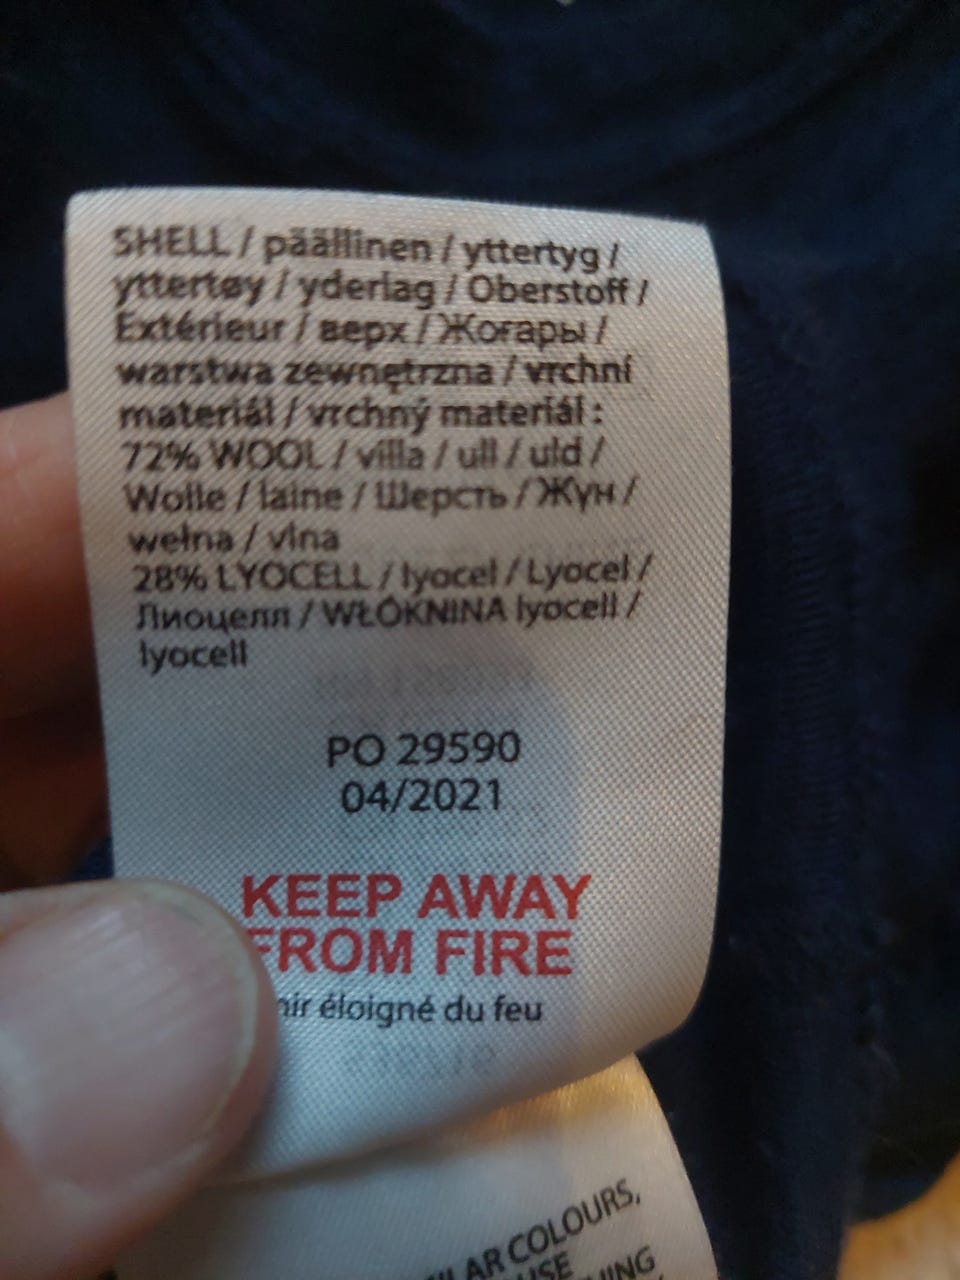 SHELL / päällinen / yttertyg /
yttertøy / yderlag / Oberstoff /
Extérieur / верх / Жоғары /
warstwa zewnętrzna / vrchní
materiál / vrchný materiál :
72% WOOL / villa / ull / uld /
Wolle / laine / Шерсть / Жүн /
wełna / vlna
28% LYOCELL / lyocel / Lyocel /
Лиоцелл / WŁÓKNINA lyocell /
lyocell
PO 29590
04/2021
KEEP AWAY
FROM FIRE
éloigné du feu
COLOURS,